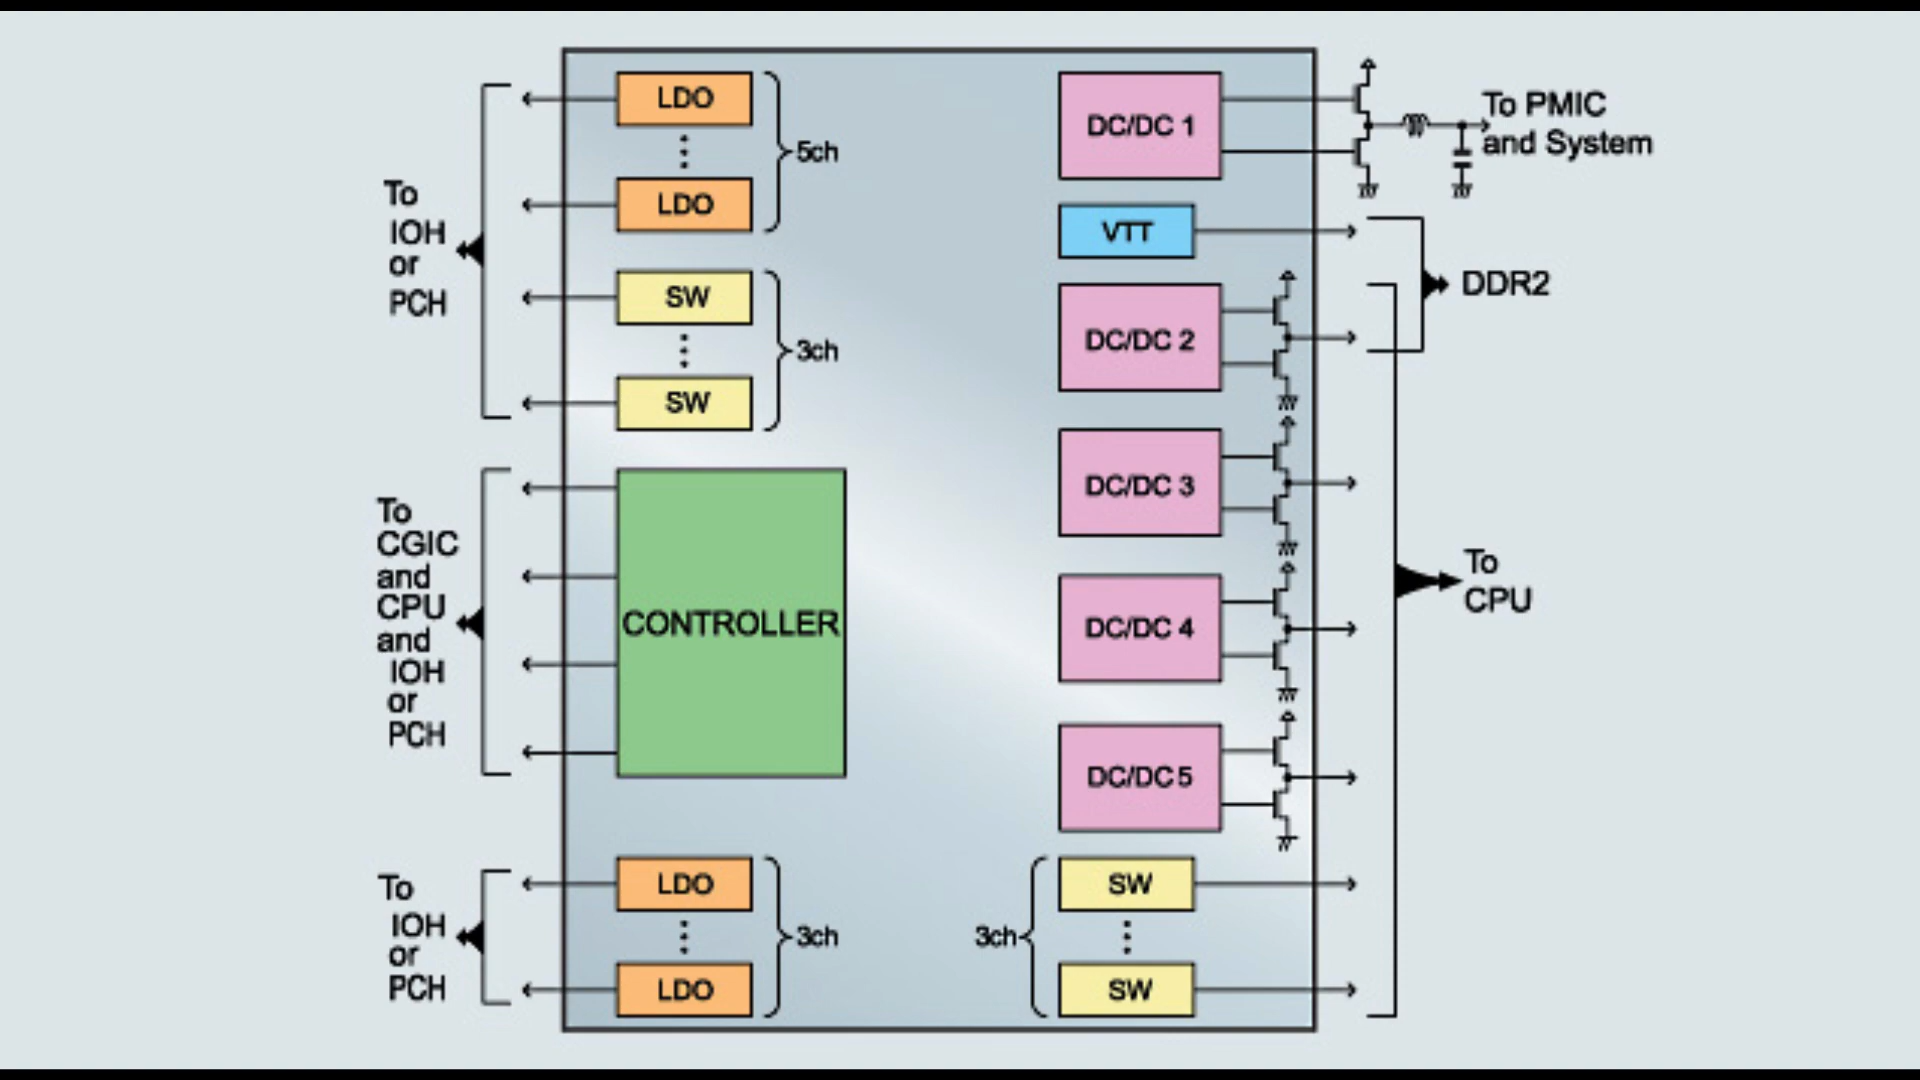 LDO
LDO
5ch
To
IOH
or
PCH
SW
SW
3ch
To
CGIC
and
CPU
and
IOH
or
PCH
CONTROLLER
To
IOH
or
PCH
LDO
LDO
3ch
DC/DC 1
To PMIC
and System
VTT
DC/DC 2
DDR2
DC/DC 3
DC/DC 4
To
CPU
DC/DC 5
3ch
SW
SW